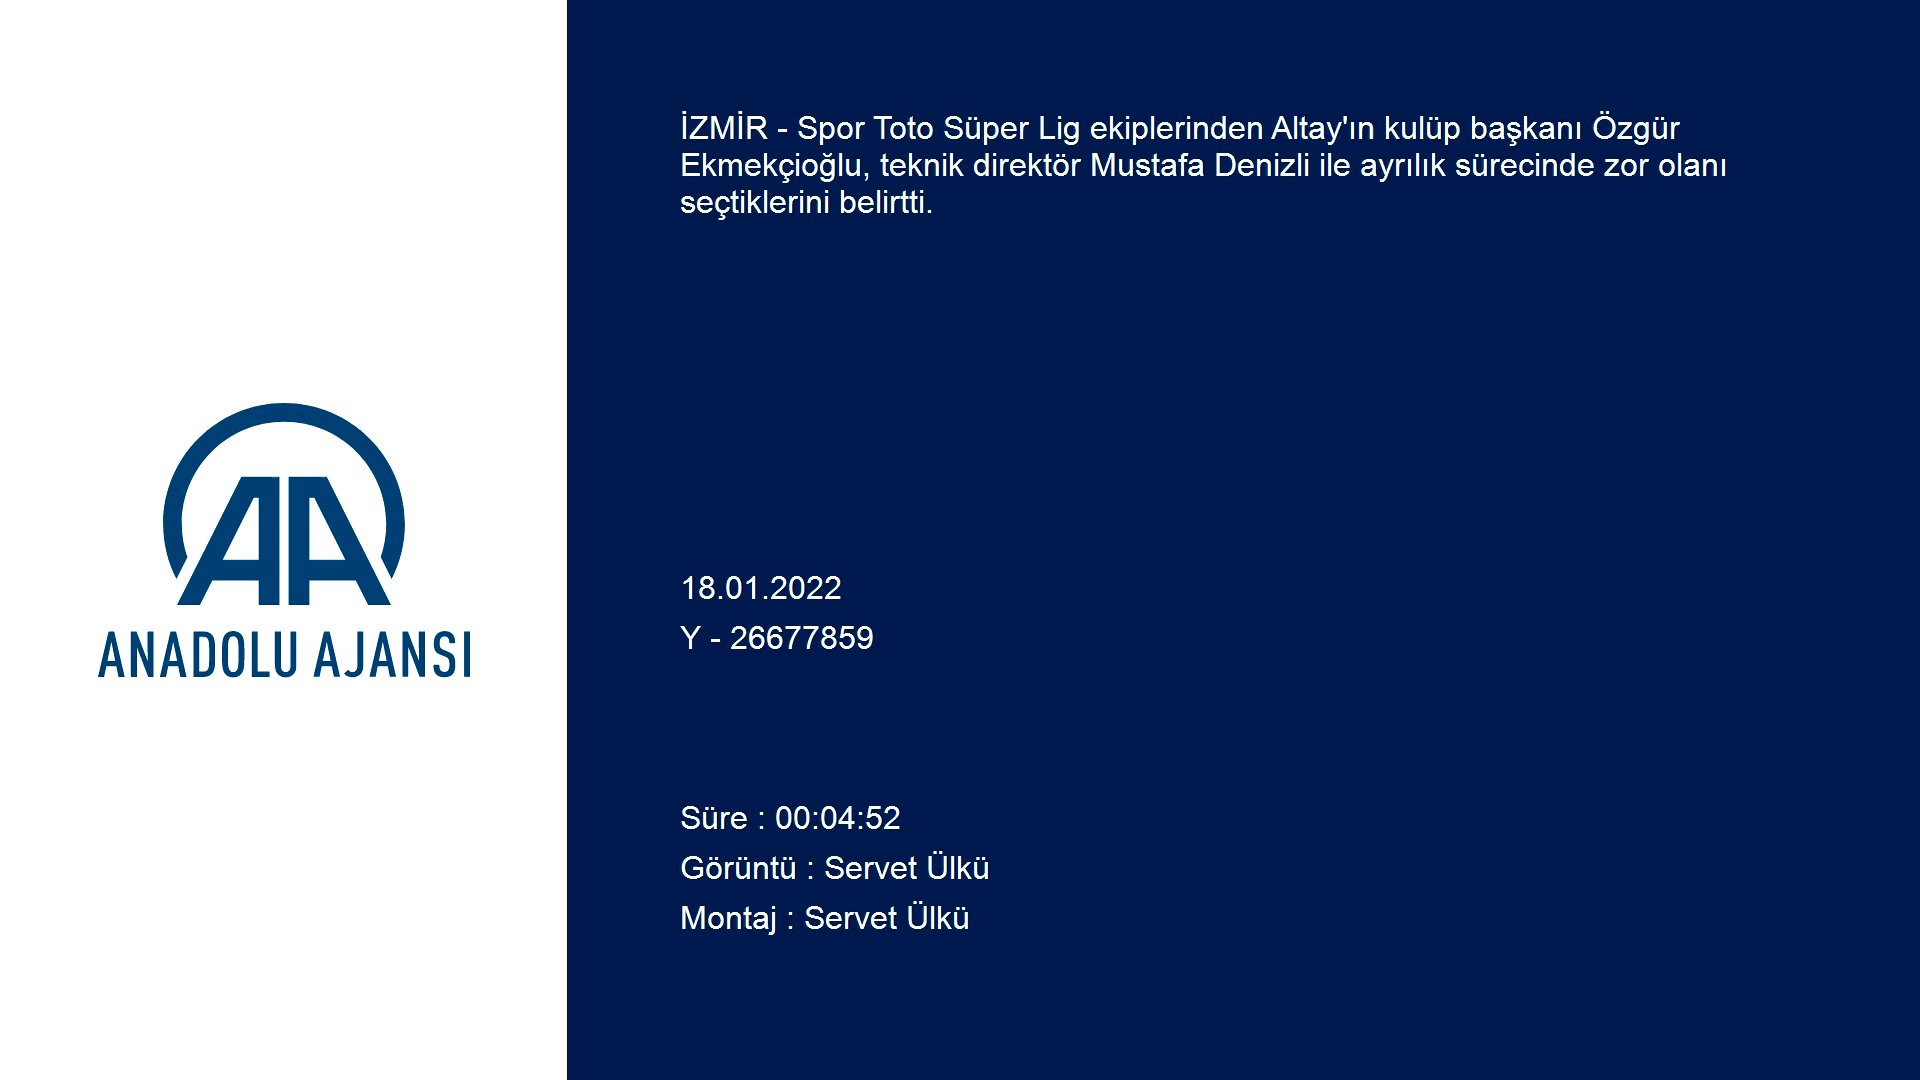 İZMİR - Spor Toto Süper Lig ekiplerinden Altay'ın kulüp başkanı Özgür
Ekmekçioğlu, teknik direktör Mustafa Denizli ile ayrılık sürecinde zor olanı
seçtiklerini belirtti.
AA
ANADOLU AJANSI
18.01.2022
Y - 26677859
Süre : 00:04:52
Görüntü : Servet Ülkü
Montaj : Servet Ülkü